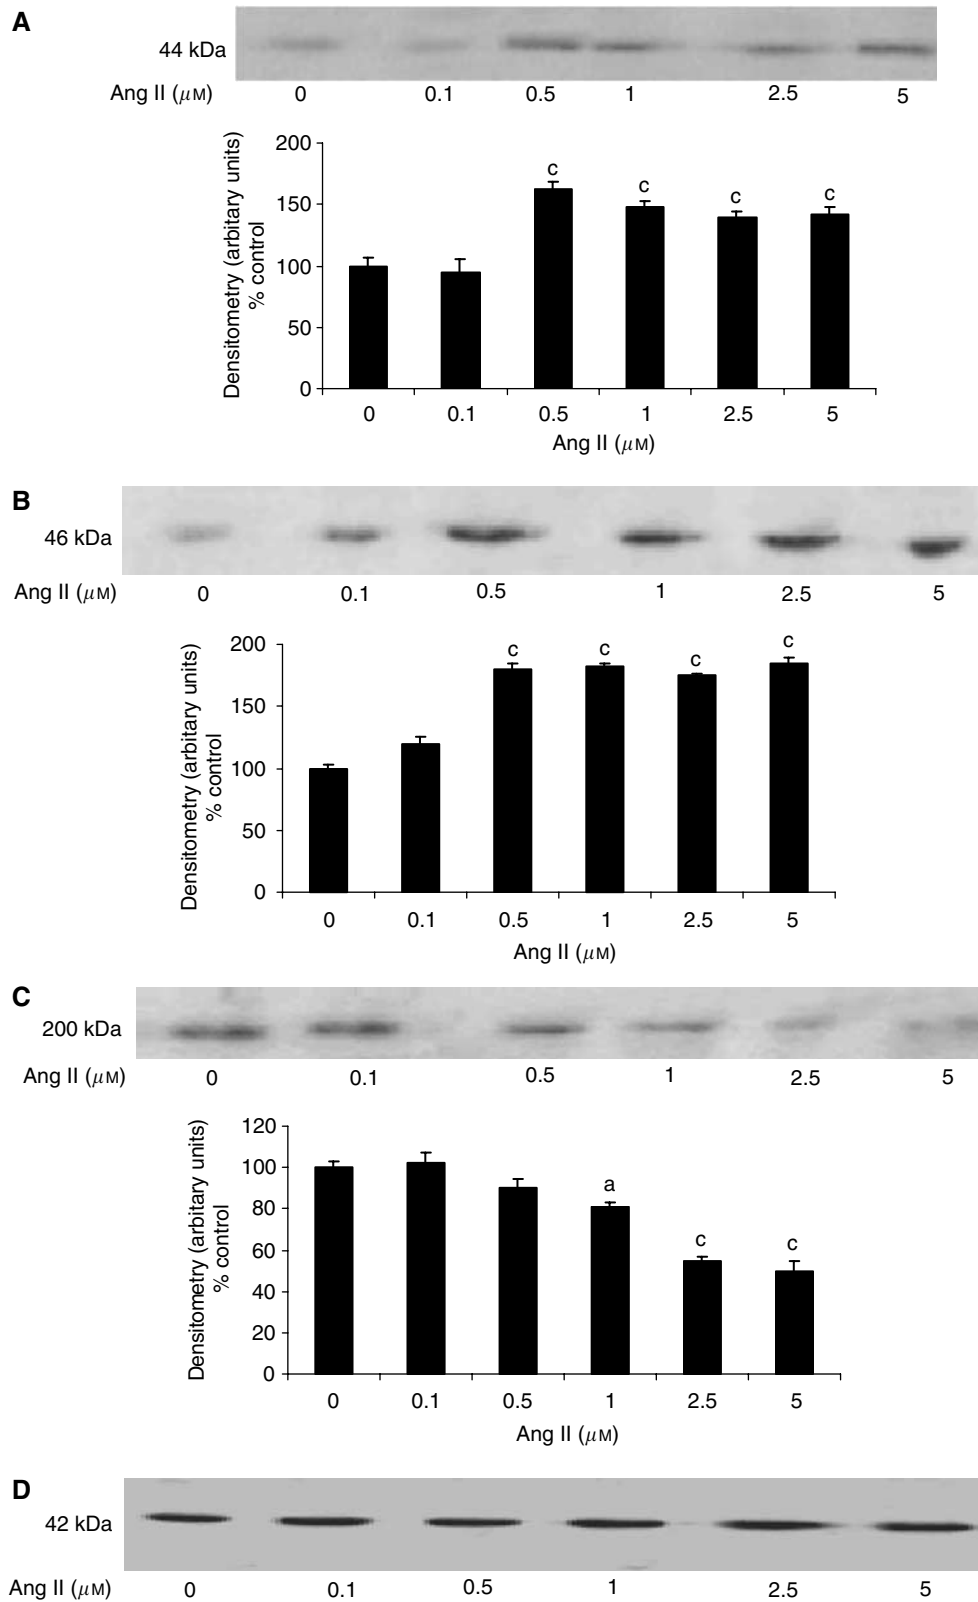 A
44 kDa
Ang II (μM) 0 0.1 0.5 1 2.5 5
Densitometry (arbitary units)
% control
200
150
100
50
0
c c c c
0 0.1 0.5 1 2.5 5
Ang II (μM)
B
46 kDa
Ang II (μM) 0 0.1 0.5 1 2.5 5
Densitometry (arbitary units)
% control
200
150
100
50
0
c c c c
0 0.1 0.5 1 2.5 5
Ang II (μM)
C
200 kDa
Ang II (μM) 0 0.1 0.5 1 2.5 5
Densitometry (arbitary units)
% control
120
100
80
60
40
20
0
a c c
0 0.1 0.5 1 2.5 5
Ang II (μM)
D
42 kDa
Ang II (μM) 0 0.1 0.5 1 2.5 5